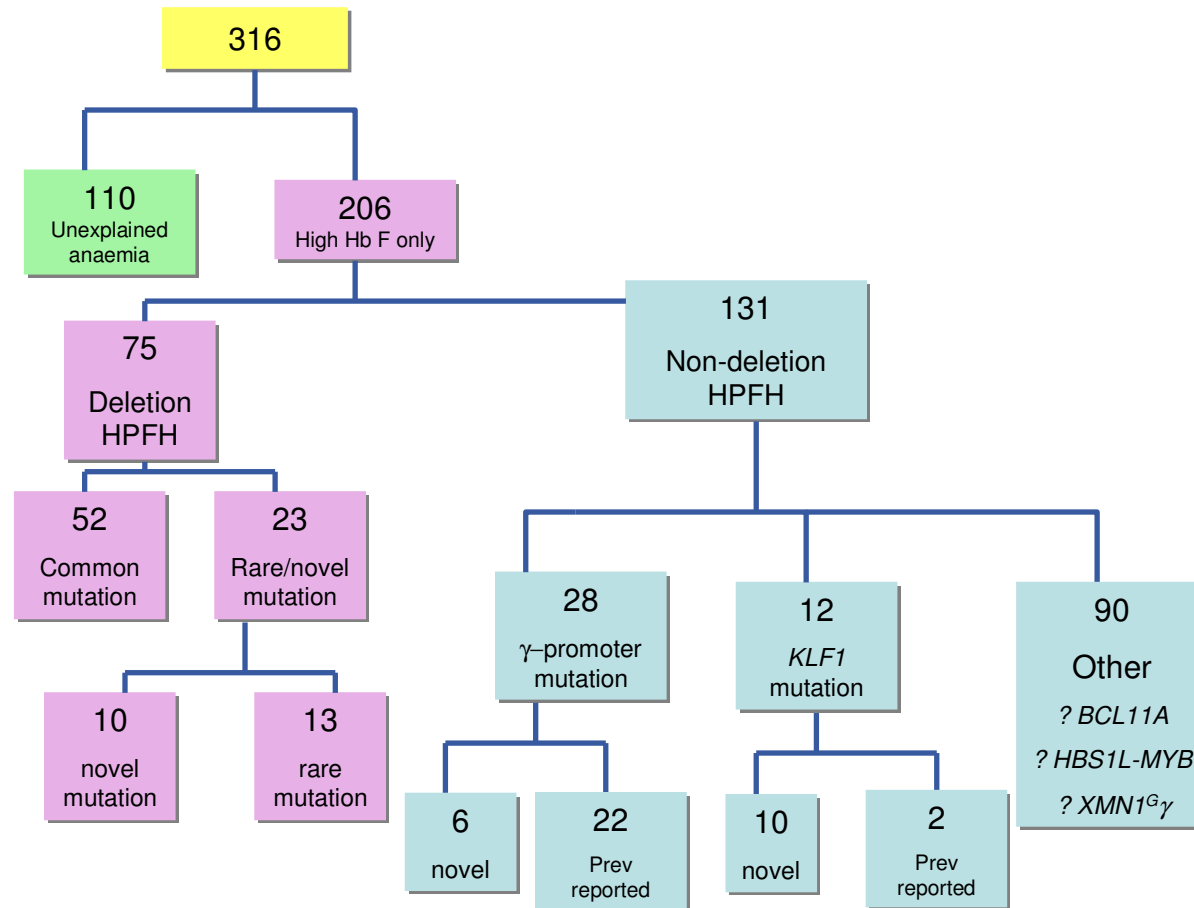 316
110
Unexplained
anaemia
206
High Hb F only
75
Deletion
HPFH
131
Non-deletion
HPFH
52
Common
mutation
23
Rare/novel
mutation
10
novel
mutation
13
rare
mutation
28
γ–promoter
mutation
12
KLF1
mutation
90
Other
? BCL11A
? HBS1L-MYB
? XMN1ᴳγ
6
novel
22
Prev
reported
10
novel
2
Prev
reported